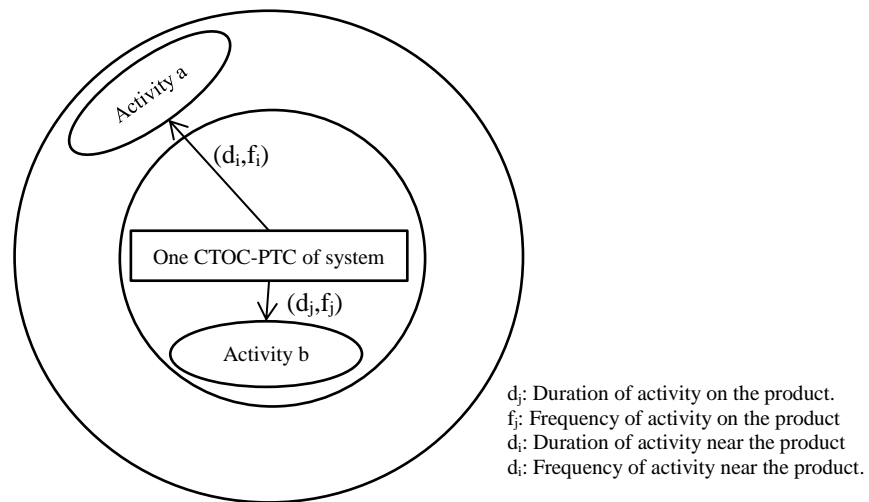 Activity a
(di,fi)
One CTOC-PTC of system
(dj,fj)
Activity b
dj: Duration of activity on the product.
fj: Frequency of activity on the product
di: Duration of activity near the product
di: Frequency of activity near the product.